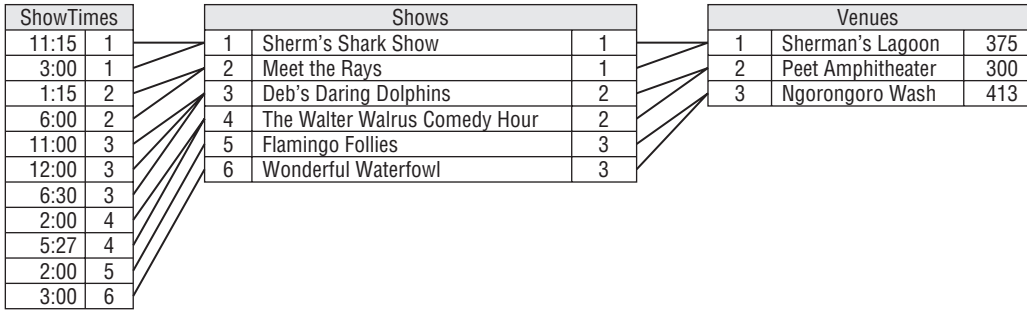 ShowTimes Shows Venues
11:15 1 1 Sherm's Shark Show 1 1 Sherman's Lagoon 375
3:00 1 2 Meet the Rays 1 2 Peet Amphitheater 300
1:15 2 3 Deb's Daring Dolphins 2 3 Ngorongoro Wash 413
6:00 2 4 The Walter Walrus Comedy Hour 2
11:00 3 5 Flamingo Follies 3
12:00 3 6 Wonderful Waterfowl 3
6:30 3
2:00 4
5:27 4
2:00 5
3:00 6